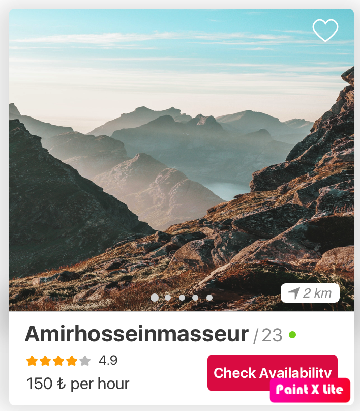 2 km
Amirhosseinmasseur / 23
4.9
Check Availability
150 ₺ per hour
Paint X Lite